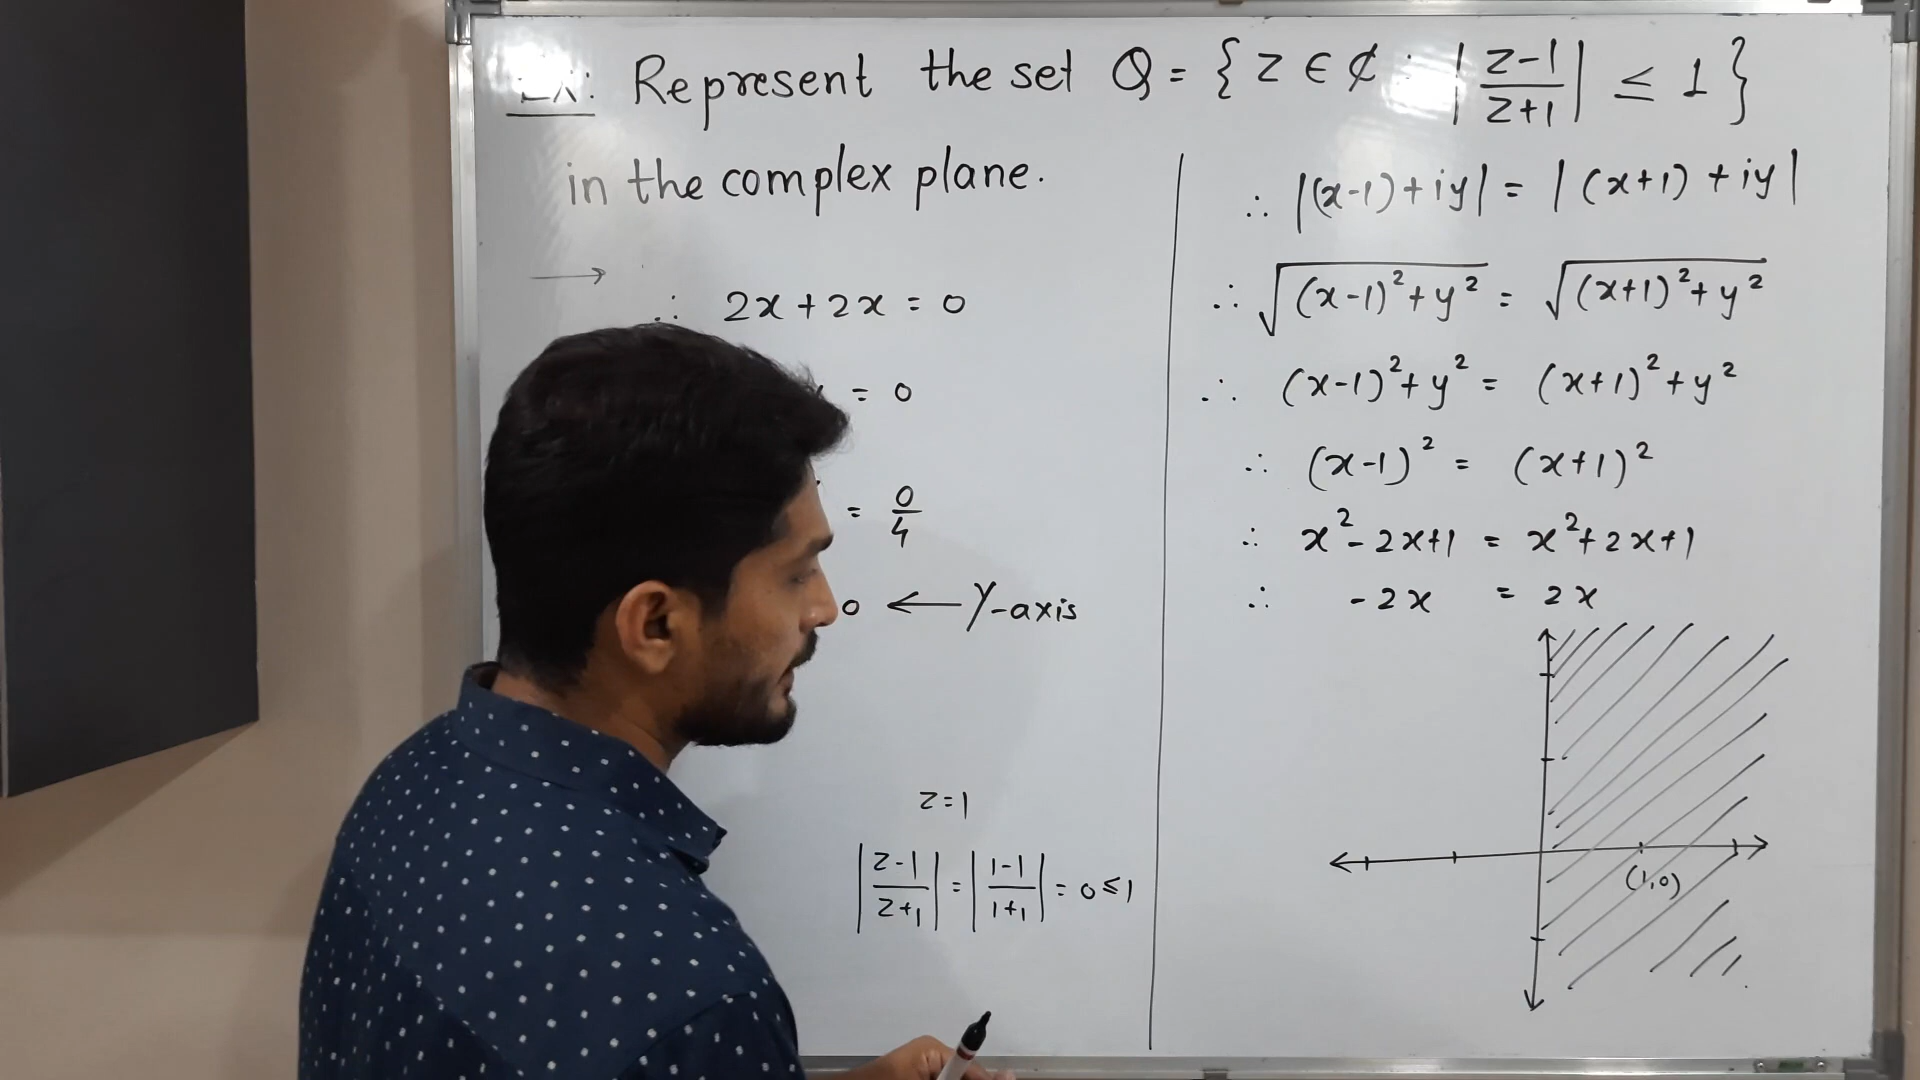 Ex: Represent the set Q = { z ∈ ₵ : |(z-1)/(z+1)| ≤ 1 }
in the complex plane.
→
∴ 2x + 2x = 0
= 0
= 0/4
0 ← Y-axis
z=1
|(z-1)/(z+1)| = |(1-1)/(1+1)| = 0 ≤ 1
∴ |(x-1)+iy| = |(x+1)+iy|
∴ √((x-1)²+y²) = √((x+1)²+y²)
∴ (x-1)²+y² = (x+1)²+y²
∴ (x-1)² = (x+1)²
∴ x²-2x+1 = x²+2x+1
∴ -2x = 2x
(1,0)